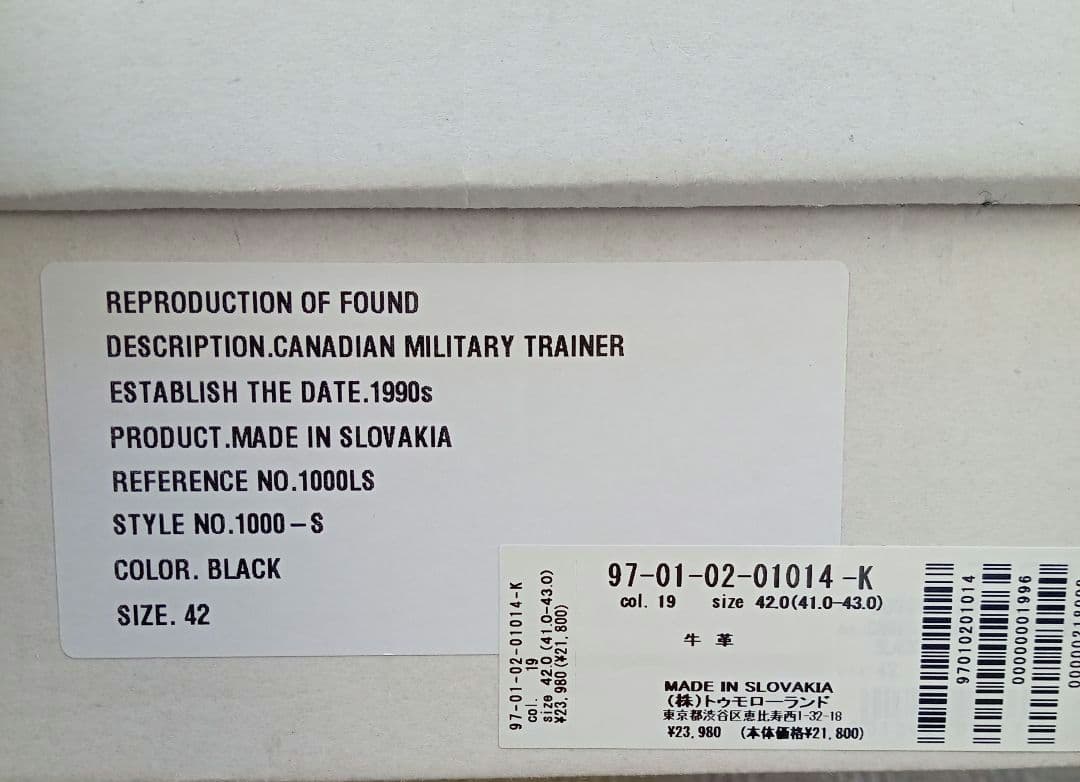 REPRODUCTION OF FOUND
DESCRIPTION.CANADIAN MILITARY TRAINER
ESTABLISH THE DATE.1990s
PRODUCT.MADE IN SLOVAKIA
REFERENCE NO.1000LS
STYLE NO.1000-S
COLOR. BLACK
SIZE. 42
97-01-02-01014-K
col. 19
size 42.0(41.0-43.0)
¥23,980(¥21,800)
97-01-02-01014-K
col. 19 size 42.0(41.0-43.0)
牛 革
MADE IN SLOVAKIA
(株)トゥモローランド
東京都渋谷区恵比寿西1-32-18
¥23,980 (本体価格¥21,800)
97010201014
00000001996